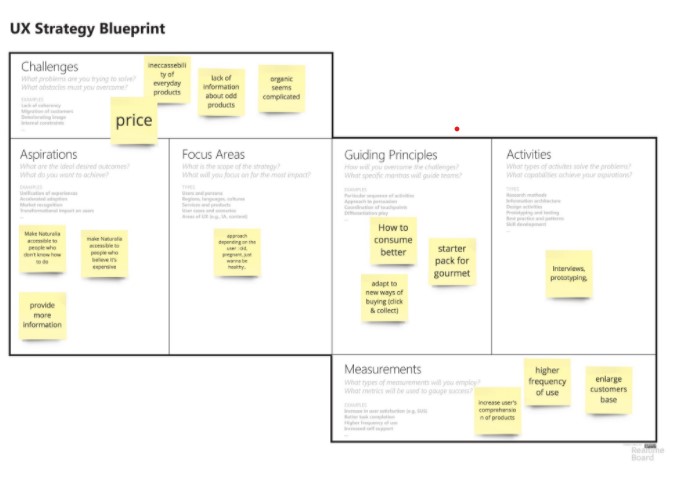 UX Strategy Blueprint
Challenges
What problems are you trying to solve?
What obstacles must you overcome?
EXAMPLES
Lack of coherency
Migration of customers
Deteriorating image
Internal constraints
...
price
ineccassebili
ty of
everyday
products
lack of
information
about odd
products
organic
seems
complicated
Aspirations
What are the ideal desired outcomes?
What do you want to achieve?
EXAMPLES
Unification of experiences
Accelerated adoption
Market recognition
Transformational impact on users
...
Make Naturalia
accessible to
people who
don't know how
to do
make Naturalia
accessible to
people who
believe it's
expensive
provide
more
information
Focus Areas
What is the scope of the strategy?
What will you focus on for the most impact?
TYPES
Users and personas
Regions, languages, cultures
Services and products
User cases and scenarios
Areas of UX (e.g., IA, content)
approach
depending on the
user : old,
pregnant, just
wanna be
healthy..
Guiding Principles
How will you overcome the challenges?
What specific mantras will guide teams?
EXAMPLES
Particular sequence of activities
Approach to personas
Coordination of touchpoints
How to
consume
better
starter
pack for
gourmet
adapt to
new ways of
buying (click
& collect)
Activities
What types of activities solve the problems?
What capabilities achieve your aspirations?
TYPES
Research methods
Information architecture
Design activities
Prototyping and testing
Best practice and patterns
Skill development
...
Interviews,
prototyping,
Measurements
What types of measurements will you employ?
What metrics will be used to gauge success?
EXAMPLES
Increase in user satisfaction (e.g. SUS)
Better task completion
Higher frequency of use
Increased self support
...
increase user's
comprehensio
n of products
higher
frequency
of use
enlarge
customers
base
Realtime
Board